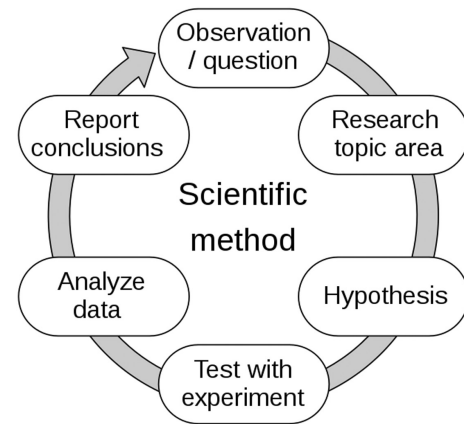 Observation
/ question
Research
topic area
Hypothesis
Test with
experiment
Analyze
data
Report
conclusions
Scientific
method